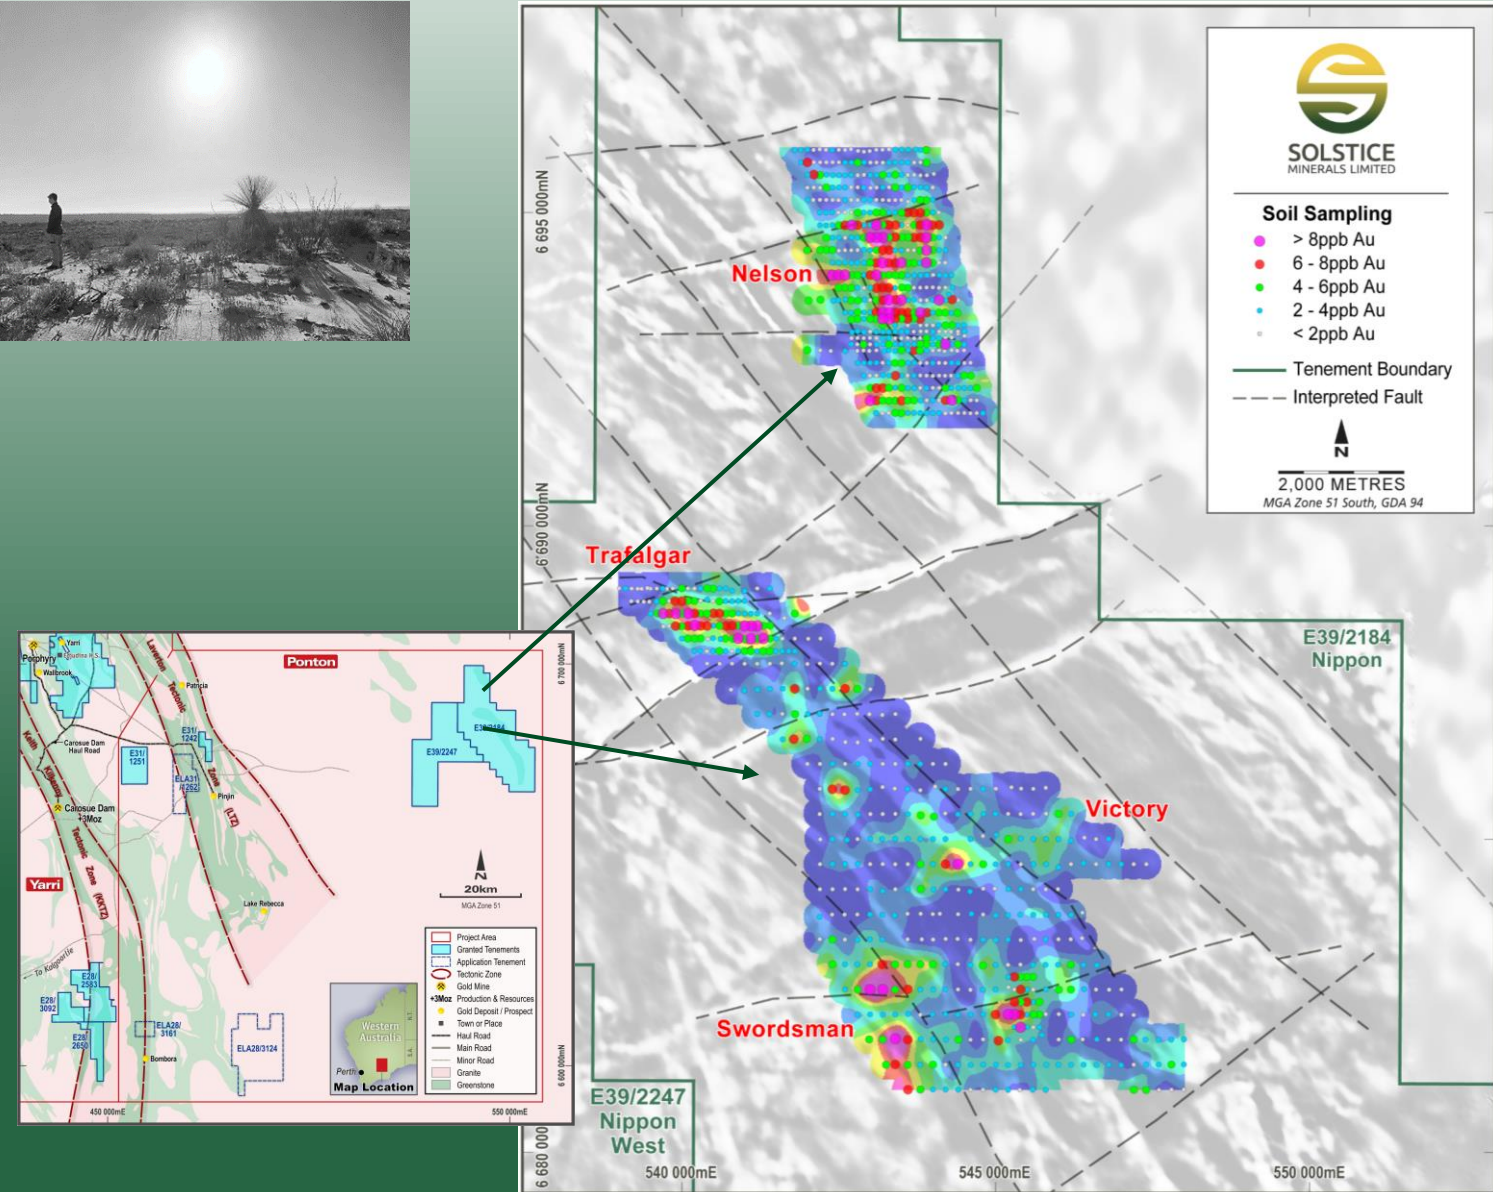 SOLSTICE
MINERALS LIMITED
Soil Sampling
> 8ppb Au
6 - 8ppb Au
4 - 6ppb Au
2 - 4ppb Au
< 2ppb Au
Tenement Boundary
Interpreted Fault
N
2,000 METRES
MGA Zone 51 South, GDA 94
6 695 000mN
Nelson
6 690 000mN
Trafalgar
E39/2184
Nippon
Victory
Swordsman
E39/2247
Nippon
West
6 680 000
540 000mE
545 000mE
550 000mE
Ponton
Yarri
Porphyry
Wallbrook
Edjudina H.S.
Laverton
Tectonic
Zone
(LTZ)
Patricia
6 700 000mN
Keith
Kilkenny
Tectonic
Zone
(KKTZ)
Carosue Dam
Haul Road
E31/
1251
E31/
1242
ELA31
/1262
E39/2184
E39/2247
Pinjin
Carosue Dam
+3Moz
N
20km
MGA Zone 51
Yarri
Lake Rebecca
To Kalgoorlie
E28/
2583
E28/
3092
E28/
2650
ELA28/
3161
Bombora
ELA28/3124
Project Area
Granted Tenements
Application Tenement
Tectonic Zone
Gold Mine
+3Moz Production & Resources
Gold Deposit / Prospect
Town or Place
Haul Road
Main Road
Minor Road
Granite
Greenstone
Western
Australia
N.T.
S.A.
Perth
Map Location
6 600 000mN
450 000mE
550 000mE